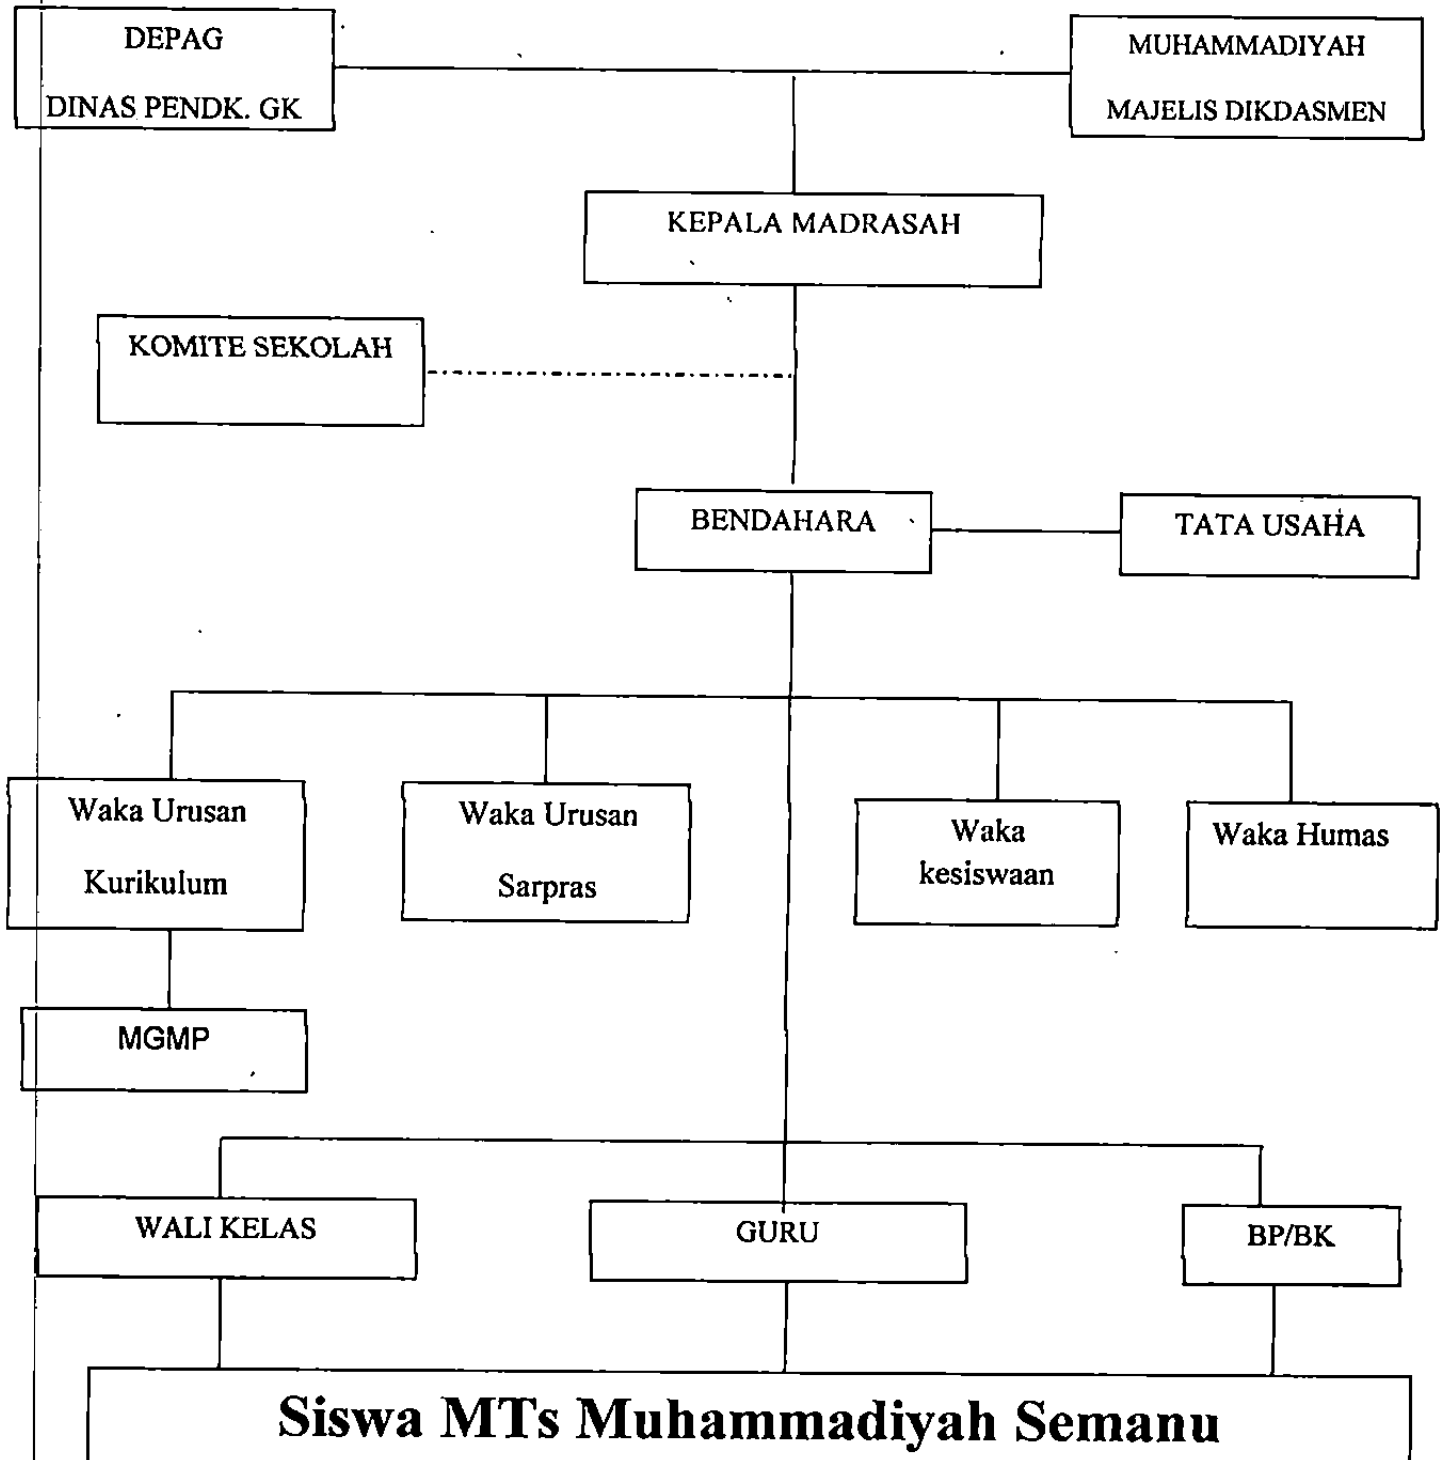 DEPAG
DINAS PENDK. GK
MUHAMMADIYAH
MAJELIS DIKDASMEN
KEPALA MADRASAH
KOMITE SEKOLAH
BENDAHARA
TATA USAHA
Waka Urusan
Kurikulum
Waka Urusan
Sarpras
Waka
kesiswaan
Waka Humas
MGMP
WALI KELAS
GURU
BP/BK
Siswa MTs Muhammadiyah Semanu